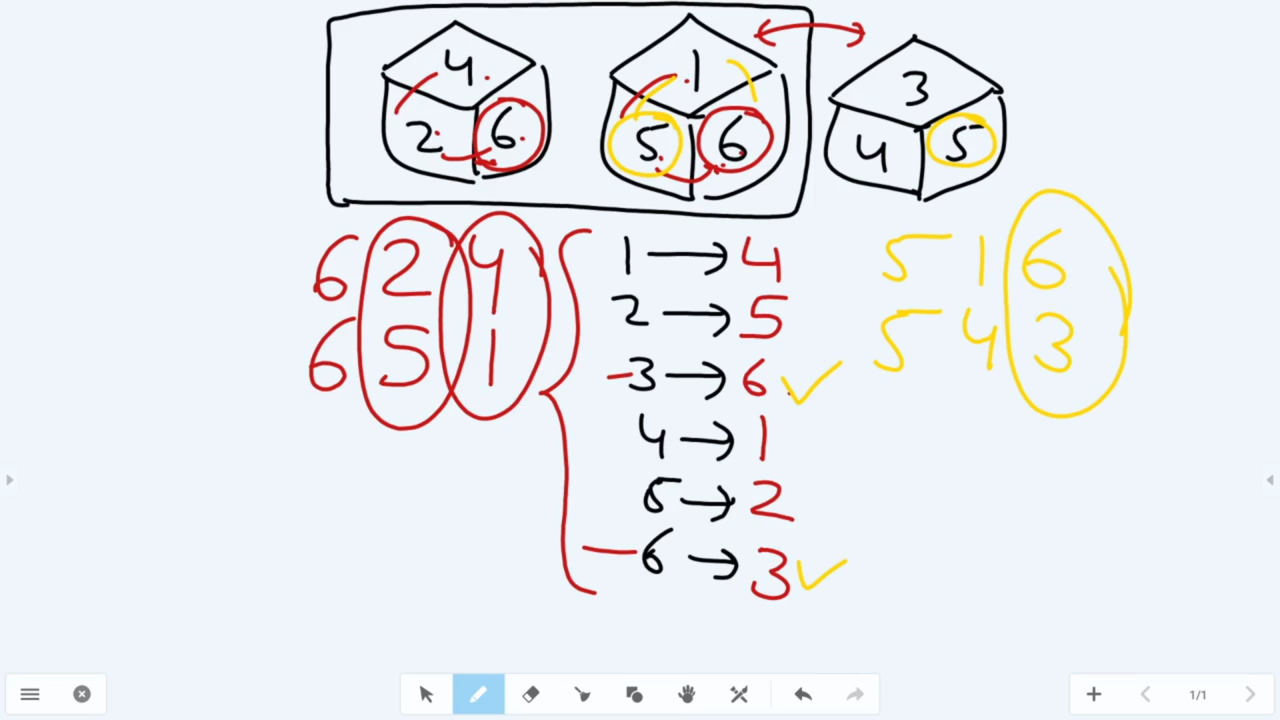 4 1 3
2 6 5 6 4 5
6 2 4
6 5 1
1 → 4
2 → 5
3 → 6 ✓
4 → 1
5 → 2
6 → 3 ✓
5 1 6
5 4 3
1/1